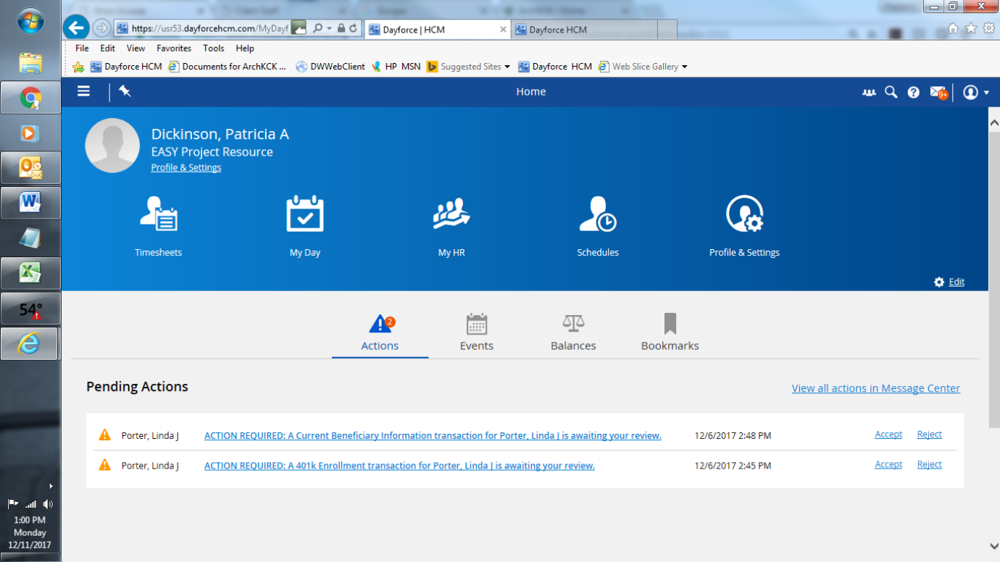 https://usr53.dayforcehcm.com/MyDayf
Dayforce | HCM
Dayforce HCM
File Edit View Favorites Tools Help
Dayforce HCM Documents for ArchKCK ... DWWebClient HP MSN Suggested Sites Dayforce HCM Web Slice Gallery
Home
9+
Dickinson, Patricia A
EASY Project Resource
Profile & Settings
Timesheets My Day My HR Schedules Profile & Settings
Edit
2
Actions Events Balances Bookmarks
Pending Actions
View all actions in Message Center
Porter, Linda J ACTION REQUIRED: A Current Beneficiary Information transaction for Porter, Linda J is awaiting your review. 12/6/2017 2:48 PM Accept Reject
Porter, Linda J ACTION REQUIRED: A 401k Enrollment transaction for Porter, Linda J is awaiting your review. 12/6/2017 2:45 PM Accept Reject
54°
1:00 PM
Monday
12/11/2017